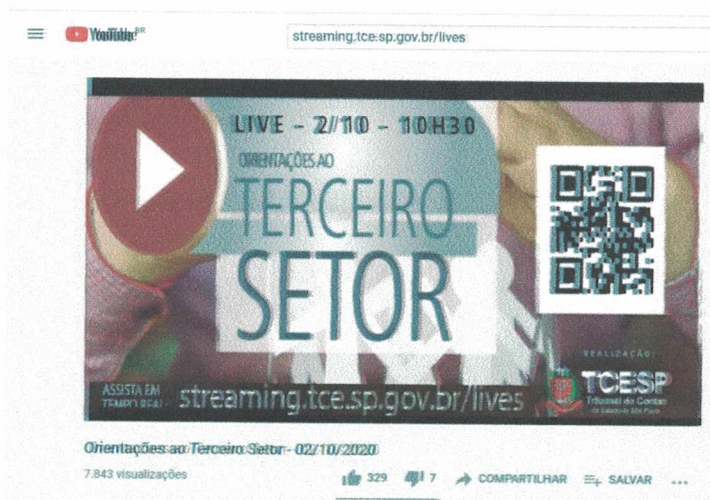 YouTube BR
streaming.tce.sp.gov.br/lives
LIVE - 2/10 - 10H30
ORIENTAÇÕES AO
TERCEIRO
SETOR
REALIZAÇÃO:
TCESP
Tribunal de Contas
do Estado de São Paulo
ASSISTA EM
TEMPO REAL:
streaming.tce.sp.gov.br/lives
Orientações ao Terceiro Setor - 02/10/2020
7.843 visualizações
329
7
COMPARTILHAR
SALVAR